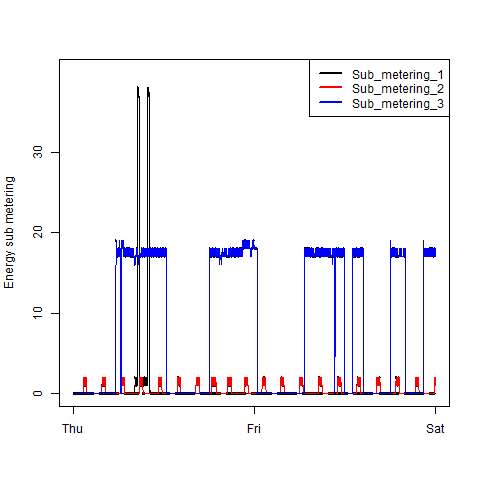 Sub_metering_1
Sub_metering_2
Sub_metering_3
Energy sub metering
30
20
10
0
Thu Fri Sat